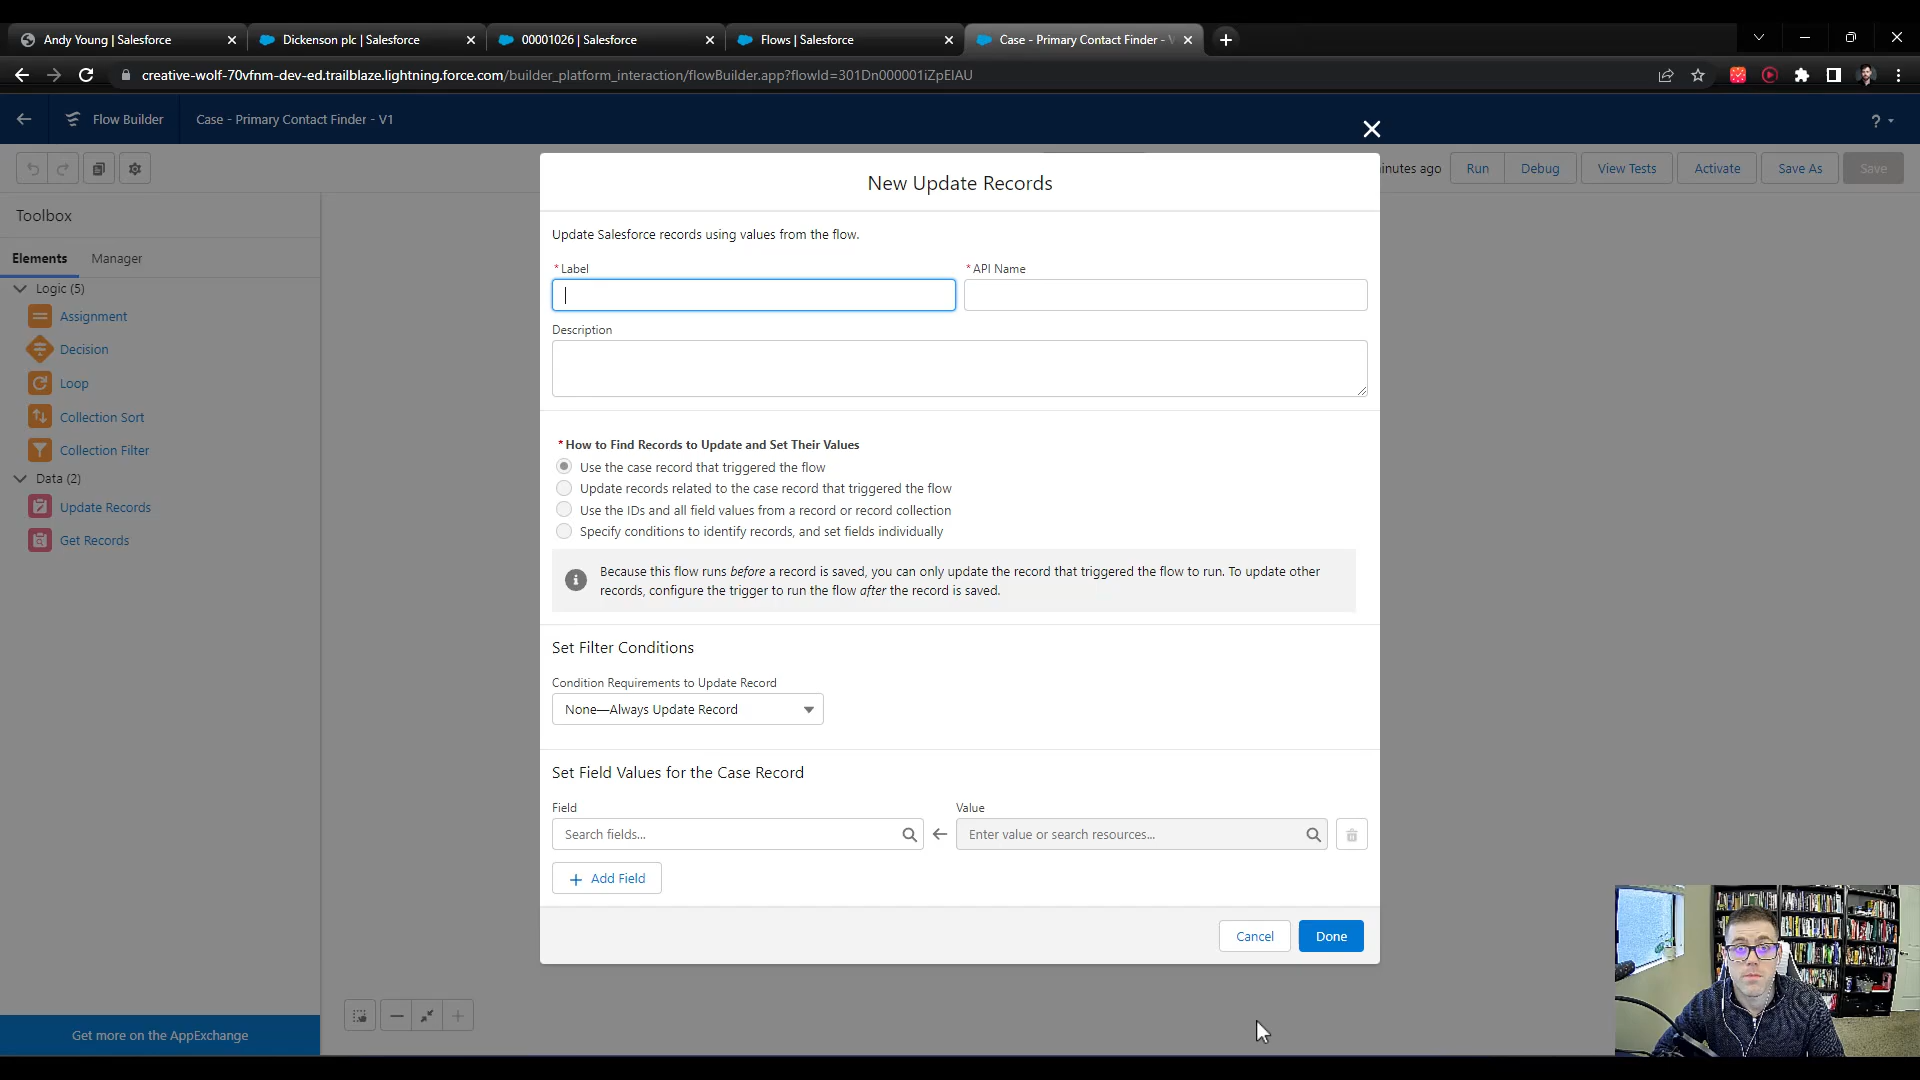 Andy Young | Salesforce
Dickenson plc | Salesforce
00001026 | Salesforce
Flows | Salesforce
Case - Primary Contact Finder -
creative-wolf-70vfnm-dev-ed.trailblaze.lightning.force.com/builder_platform_interaction/flowBuilder.app?flowId=301Dn000001iZpEIAU
Flow Builder
Case - Primary Contact Finder - V1
?
inutes ago
Run
Debug
View Tests
Activate
Save As
Save
Toolbox
Elements
Manager
Logic (5)
Assignment
Decision
Loop
Collection Sort
Collection Filter
Data (2)
Update Records
Get Records
Get more on the AppExchange
New Update Records
Update Salesforce records using values from the flow.
* Label
* API Name
Description
* How to Find Records to Update and Set Their Values
Use the case record that triggered the flow
Update records related to the case record that triggered the flow
Use the IDs and all field values from a record or record collection
Specify conditions to identify records, and set fields individually
Because this flow runs before a record is saved, you can only update the record that triggered the flow to run. To update other
records, configure the trigger to run the flow after the record is saved.
Set Filter Conditions
Condition Requirements to Update Record
None—Always Update Record
Set Field Values for the Case Record
Field
Value
Search fields...
Enter value or search resources...
Add Field
Cancel
Done